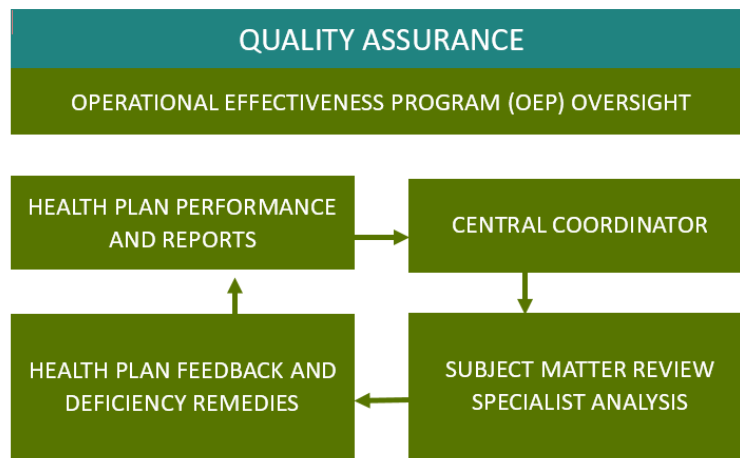 QUALITY ASSURANCE
OPERATIONAL EFFECTIVENESS PROGRAM (OEP) OVERSIGHT
HEALTH PLAN PERFORMANCE
AND REPORTS
CENTRAL COORDINATOR
HEALTH PLAN FEEDBACK AND
DEFICIENCY REMEDIES
SUBJECT MATTER REVIEW
SPECIALIST ANALYSIS